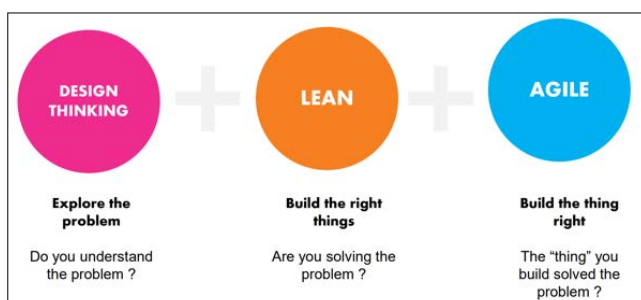 DESIGN
THINKING
LEAN
AGILE
Explore the
problem
Build the right
things
Build the thing
right
Do you understand
the problem ?
Are you solving the
problem ?
The “thing” you
build solved the
problem ?